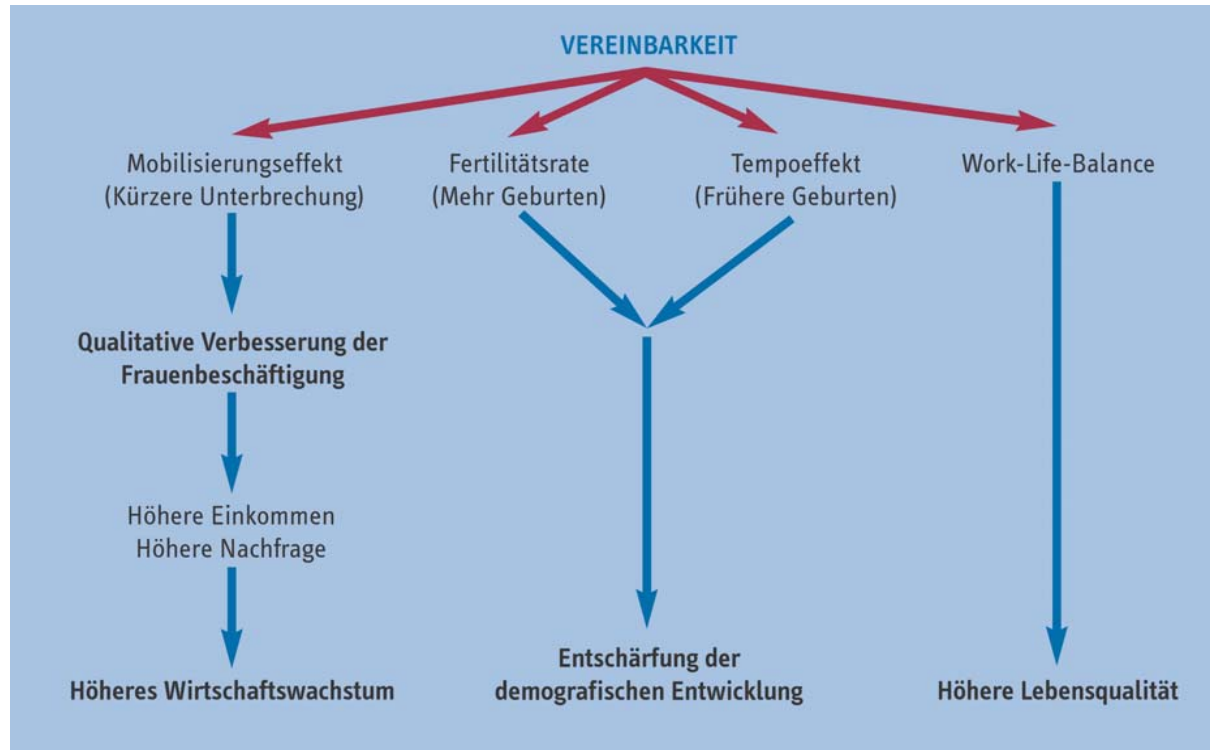 VEREINBARKEIT
Mobilisierungseffekt
(Kürzere Unterbrechung)
Fertilitätsrate
(Mehr Geburten)
Tempoeffekt
(Frühere Geburten)
Work-Life-Balance
Qualitative Verbesserung der
Frauenbeschäftigung
Höhere Einkommen
Höhere Nachfrage
Höheres Wirtschaftswachstum
Entschärfung der
demografischen Entwicklung
Höhere Lebensqualität